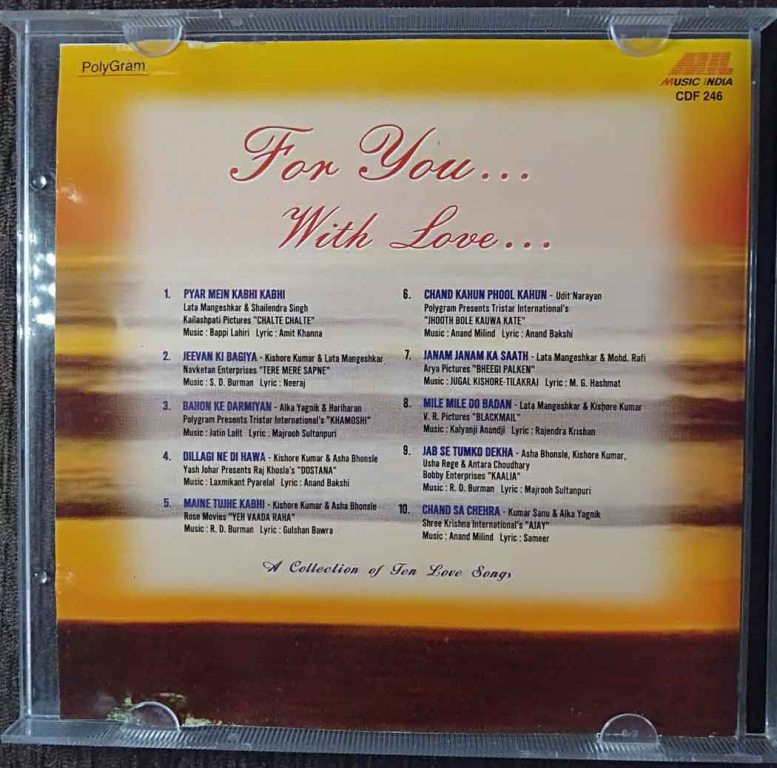 PolyGram
MIL
MUSIC INDIA
CDF 246
For You...
With Love...
1. PYAR MEIN KABHI KABHI
Lata Mangeshkar & Shailendra Singh
Kailashpati Pictures "CHALTE CHALTE"
Music : Bappi Lahiri Lyric : Amit Khanna
2. JEEVAN KI BAGIYA - Kishore Kumar & Lata Mangeshkar
Navketan Enterprises "TERE MERE SAPNE"
Music : S. D. Burman Lyric : Neeraj
3. BAHON KE DARMIYAN - Alka Yagnik & Hariharan
Polygram Presents Tristar International's "KHAMOSHI"
Music : Jatin Lalit Lyric : Majrooh Sultanpuri
4. DILLAGI NE DI HAWA - Kishore Kumar & Asha Bhonsle
Yash Johar Presents Raj Khosla's "DOSTANA"
Music : Laxmikant Pyarelal Lyric : Anand Bakshi
5. MAINE TUJHE KABHI - Kishore Kumar & Asha Bhonsle
Rose Movies "YEH VAADA RAHA"
Music : R. D. Burman Lyric : Gulshan Bawra
6. CHAND KAHUN PHOOL KAHUN - Udit Narayan
Polygram Presents Tristar International's
"JHOOTH BOLE KAUWA KATE"
Music : Anand Milind Lyric : Anand Bakshi
7. JANAM JANAM KA SAATH - Lata Mangeshkar & Mohd. Rafi
Arya Pictures "BHEEGI PALKEN"
Music : JUGAL KISHORE-TILAKRAJ Lyric : M. G. Hashmat
8. MILE MILE DO BADAN - Lata Mangeshkar & Kishore Kumar
V. R. Pictures "BLACKMAIL"
Music : Kalyanji Anandji Lyric : Rajendra Krishan
9. JAB SE TUMKO DEKHA - Asha Bhonsle, Kishore Kumar,
Usha Rege & Antara Choudhary
Bobby Enterprises "KAALIA"
Music : R. D. Burman Lyric : Majrooh Sultanpuri
10. CHAND SA CHEHRA - Kumar Sanu & Alka Yagnik
Shree Krishna International's "AJAY"
Music : Anand Milind Lyric : Sameer
A Collection of Ten Love Songs